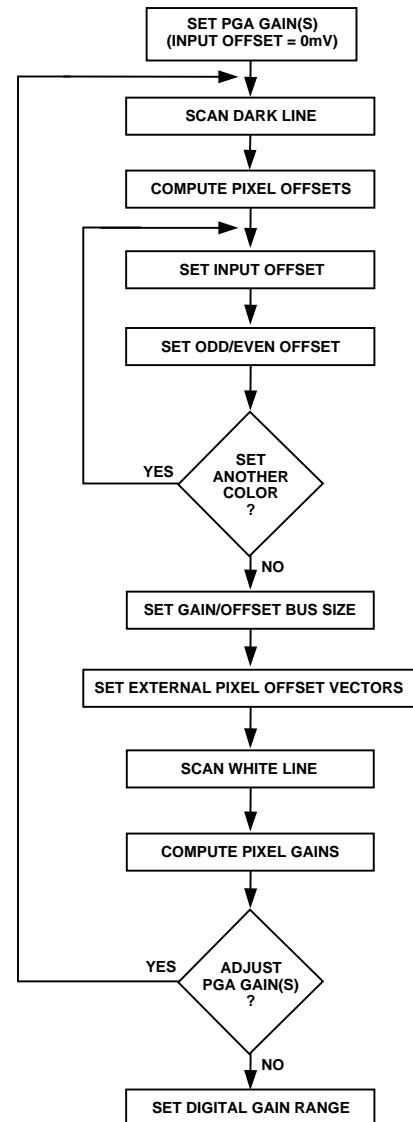 SET PGA GAIN(S)
(INPUT OFFSET = 0mV)
SCAN DARK LINE
COMPUTE PIXEL OFFSETS
SET INPUT OFFSET
SET ODD/EVEN OFFSET
YES
SET
ANOTHER
COLOR
?
NO
SET GAIN/OFFSET BUS SIZE
SET EXTERNAL PIXEL OFFSET VECTORS
SCAN WHITE LINE
COMPUTE PIXEL GAINS
YES
ADJUST
PGA GAIN(S)
?
NO
SET DIGITAL GAIN RANGE